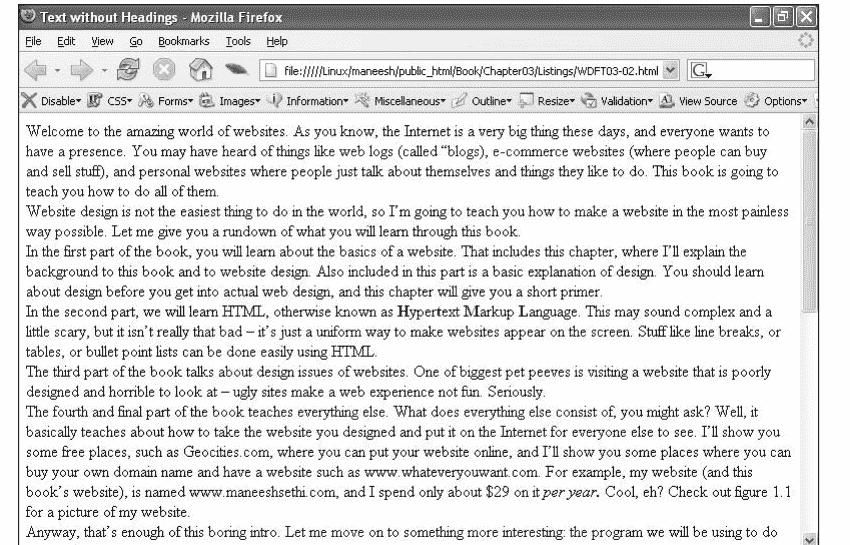 Text without Headings - Mozilla Firefox
File Edit View Go Bookmarks Tools Help
file://///Linux/maneesh/public_html/Book/Chapter03/Listings/WDFT03-02.html G
Disable CSS Forms Images Information Miscellaneous Outline Resize Validation View Source Options
Welcome to the amazing world of websites. As you know, the Internet is a very big thing these days, and everyone wants to
have a presence. You may have heard of things like web logs (called “blogs), e-commerce websites (where people can buy
and sell stuff), and personal websites where people just talk about themselves and things they like to do. This book is going to
teach you how to do all of them.
Website design is not the easiest thing to do in the world, so I’m going to teach you how to make a website in the most painless
way possible. Let me give you a rundown of what you will learn through this book.
In the first part of the book, you will learn about the basics of a website. That includes this chapter, where I’ll explain the
background to this book and to website design. Also included in this part is a basic explanation of design. You should learn
about design before you get into actual web design, and this chapter will give you a short primer.
In the second part, we will learn HTML, otherwise known as Hypertext Markup Language. This may sound complex and a
little scary, but it isn’t really that bad – it’s just a uniform way to make websites appear on the screen. Stuff like line breaks, or
tables, or bullet point lists can be done easily using HTML.
The third part of the book talks about design issues of websites. One of biggest pet peeves is visiting a website that is poorly
designed and horrible to look at – ugly sites make a web experience not fun. Seriously.
The fourth and final part of the book teaches everything else. What does everything else consist of, you might ask? Well, it
basically teaches about how to take the website you designed and put it on the Internet for everyone else to see. I’ll show you
some free places, such as Geocities.com, where you can put your website online, and I’ll show you some places where you can
buy your own domain name and have a website such as www.whateveryouwant.com. For example, my website (and this
book’s website), is named www.maneeshsethi.com, and I spend only about $29 on it per year. Cool, eh? Check out figure 1.1
for a picture of my website.
Anyway, that’s enough of this boring intro. Let me move on to something more interesting: the program we will be using to do